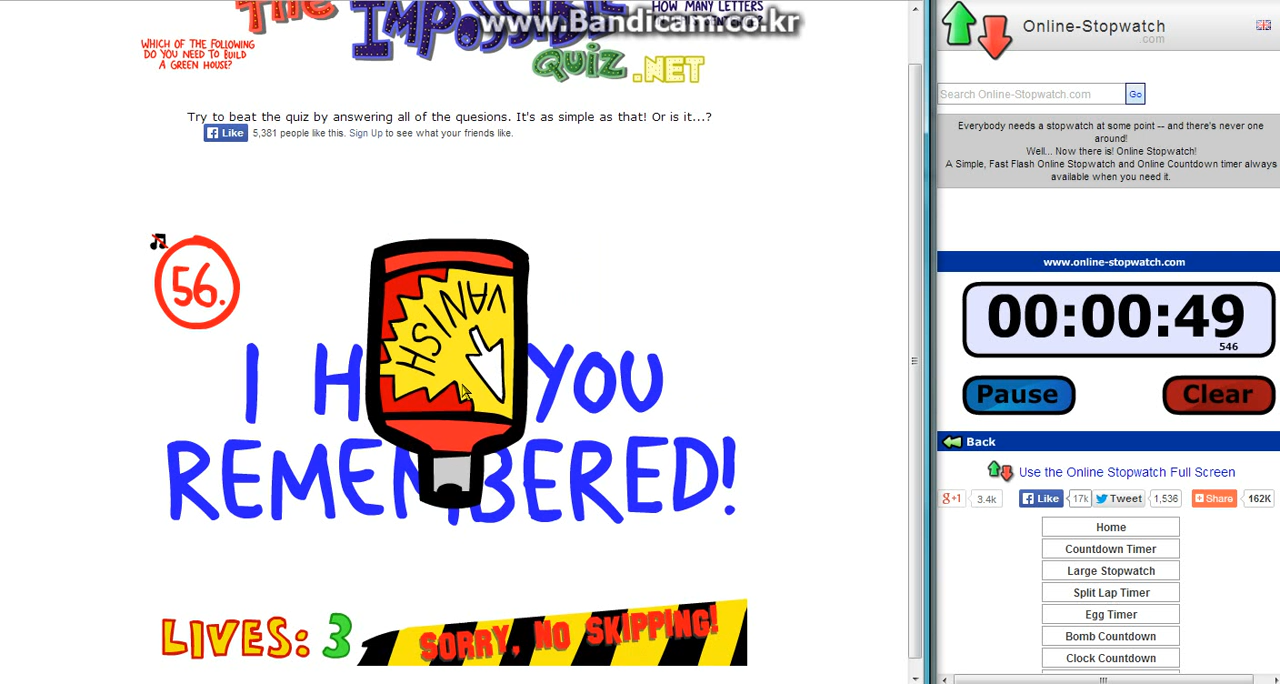 The
Impossible
HOW MANY LETTERS
www.Bandicam.co.kr
WHICH OF THE FOLLOWING
DO YOU NEED TO BUILD
A GREEN HOUSE?
QUIZ .NET
Try to beat the quiz by answering all of the quesions. It's as simple as that! Or is it...?
Like 5,381 people like this. Sign Up to see what your friends like.
56.
VANISH
I H YOU
REMEMBERED!
LIVES: 3
SORRY, NO SKIPPING!
Online-Stopwatch
.com
Search Online-Stopwatch.com Go
Everybody needs a stopwatch at some point -- and there's never one
around!
Well... Now there is! Online Stopwatch!
A Simple, Fast Flash Online Stopwatch and Online Countdown timer always
available when you need it.
www.online-stopwatch.com
00:00:49
546
Pause Clear
Back
Use the Online Stopwatch Full Screen
g+1 3.4k Like 17k Tweet 1,536 Share 162K
Home
Countdown Timer
Large Stopwatch
Split Lap Timer
Egg Timer
Bomb Countdown
Clock Countdown